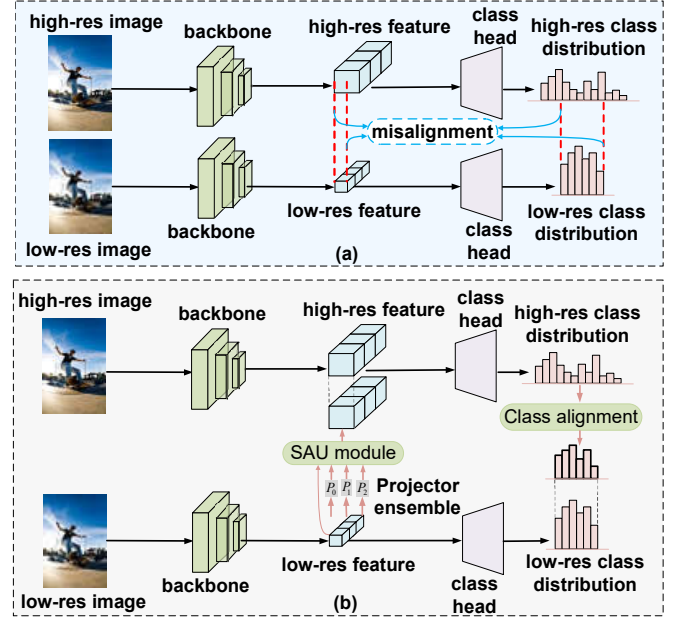 high-res image
backbone
high-res feature
class
head
high-res class
distribution
misalignment
low-res image
backbone
low-res feature
class
head
low-res class
distribution
(a)
high-res image
backbone
high-res feature
class
head
high-res class
distribution
Class alignment
SAU module
P0 P1 P2
Projector
ensemble
low-res image
backbone
low-res feature
class
head
low-res class
distribution
(b)